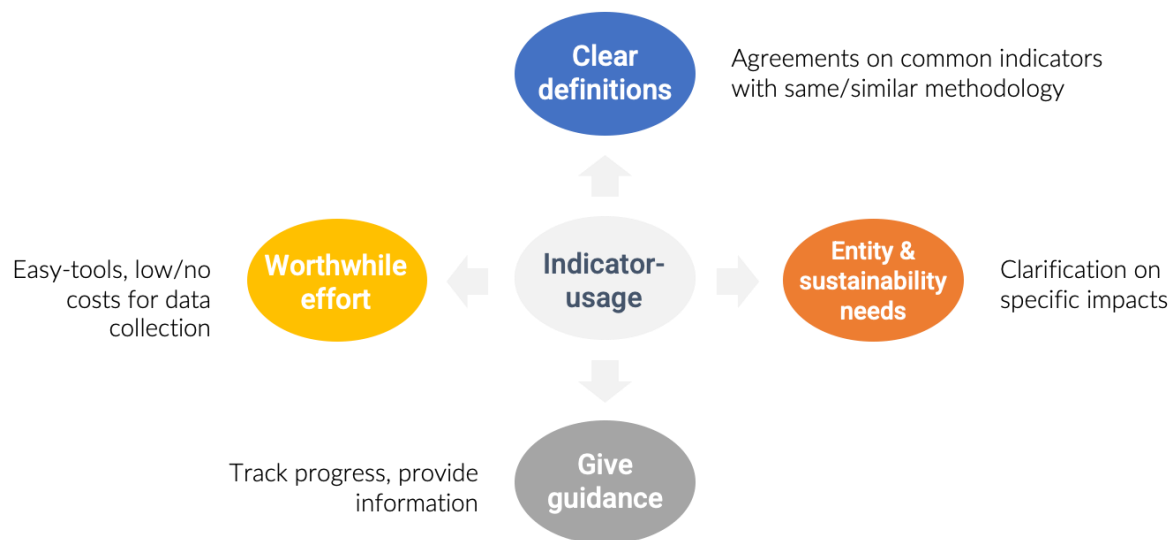 Clear
definitions
Agreements on common indicators
with same/similar methodology
Easy-tools, low/no
costs for data
collection
Worthwhile
effort
Indicator-
usage
Entity &
sustainability
needs
Clarification on
specific impacts
Track progress, provide
information
Give
guidance